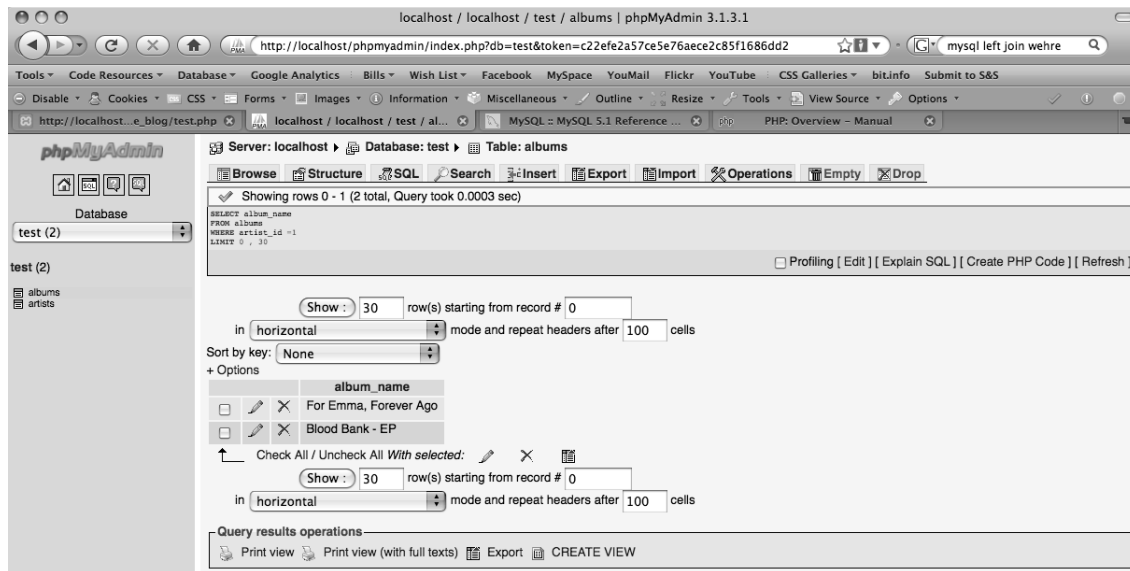 localhost / localhost / test / albums | phpMyAdmin 3.1.3.1
http://localhost/phpmyadmin/index.php?db=test&token=c22efe2a57ce5e76aece2c85f1686dd2
mysql left join wehre
Tools Code Resources Database Google Analytics Bills Wish List Facebook MySpace YouMail Flickr YouTube CSS Galleries bit.info Submit to S&S
Disable Cookies CSS Forms Images Information Miscellaneous Outline Resize Tools View Source Options
http://localhost...e_blog/test.php localhost / localhost / test / al... MySQL :: MySQL 5.1 Reference ... PHP: Overview – Manual
phpMyAdmin
Database
test (2)
test (2)
albums
artists
Server: localhost Database: test Table: albums
Browse Structure SQL Search Insert Export Import Operations Empty Drop
Showing rows 0 - 1 (2 total, Query took 0.0003 sec)
SELECT album_name
FROM albums
WHERE artist_id =1
LIMIT 0 , 30
Profiling [ Edit ] [ Explain SQL ] [ Create PHP Code ] [ Refresh ]
Show : 30 row(s) starting from record # 0
in horizontal mode and repeat headers after 100 cells
Sort by key: None
+ Options
album_name
For Emma, Forever Ago
Blood Bank - EP
Check All / Uncheck All With selected:
Show : 30 row(s) starting from record # 0
in horizontal mode and repeat headers after 100 cells
Query results operations
Print view Print view (with full texts) Export CREATE VIEW